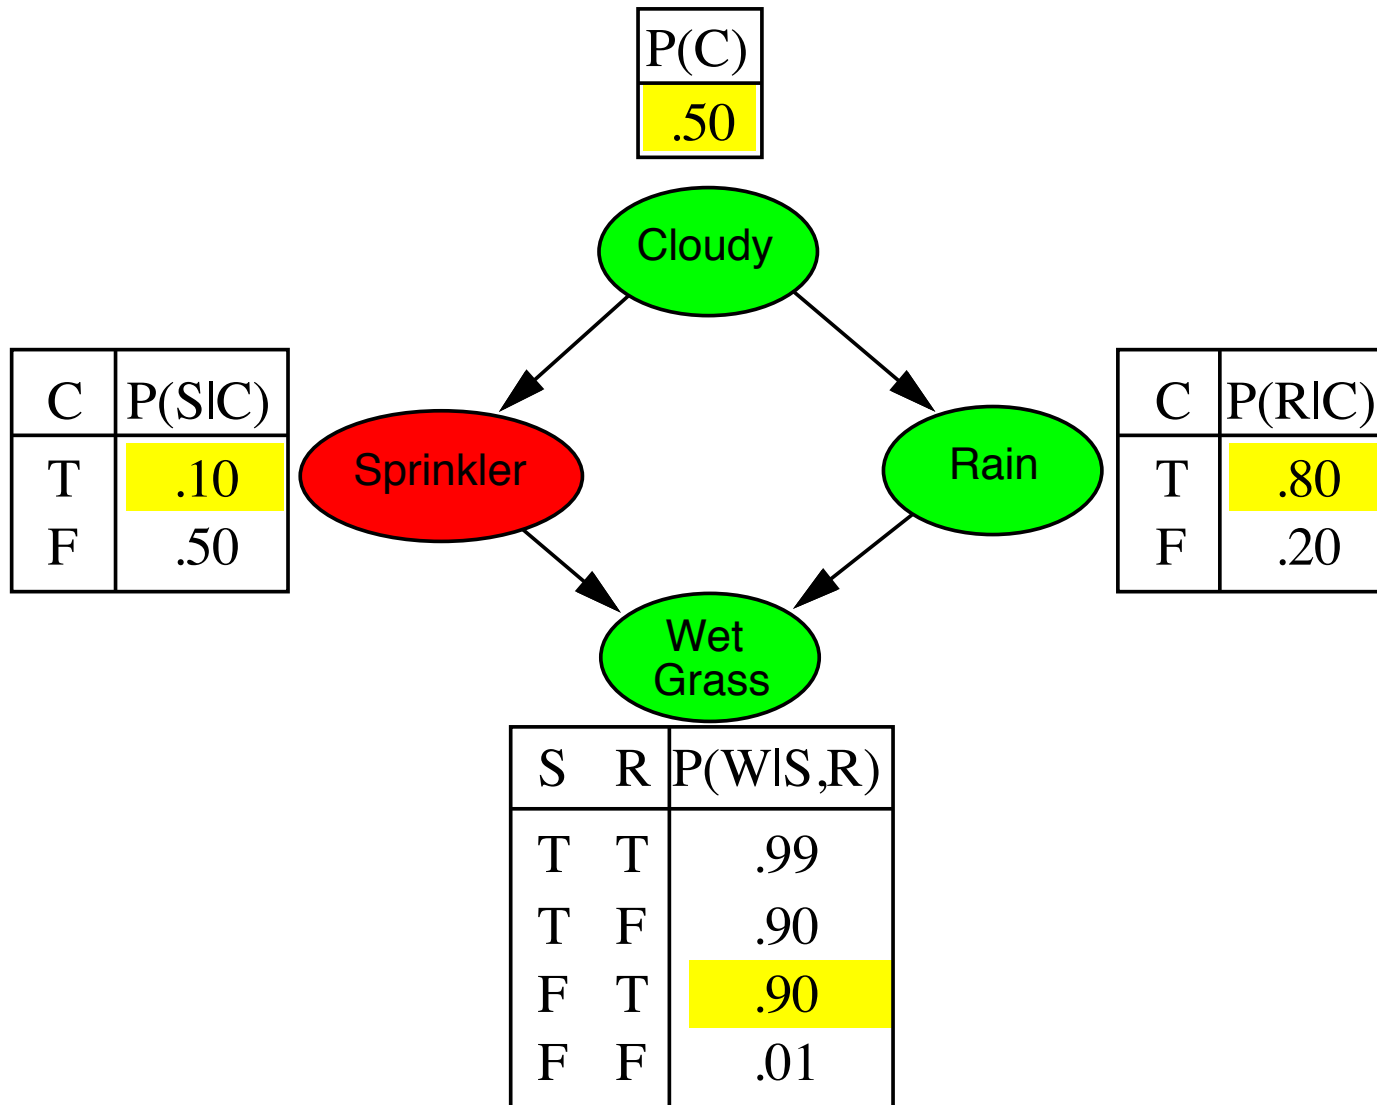 P(C)
.50
Cloudy
C P(S|C)
T .10
F .50
Sprinkler
Rain
C P(R|C)
T .80
F .20
Wet
Grass
S R P(W|S,R)
T T .99
T F .90
F T .90
F F .01